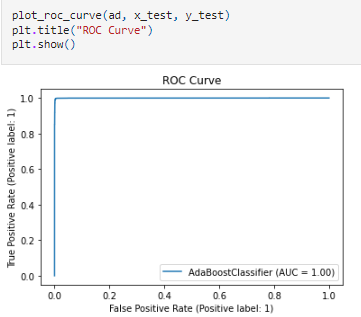 plot_roc_curve(ad, x_test, y_test)
plt.title("ROC Curve")
plt.show()
ROC Curve
1.0
0.8
0.6
0.4
0.2
0.0
True Positive Rate (Positive label: 1)
AdaBoostClassifier (AUC = 1.00)
0.0 0.2 0.4 0.6 0.8 1.0
False Positive Rate (Positive label: 1)